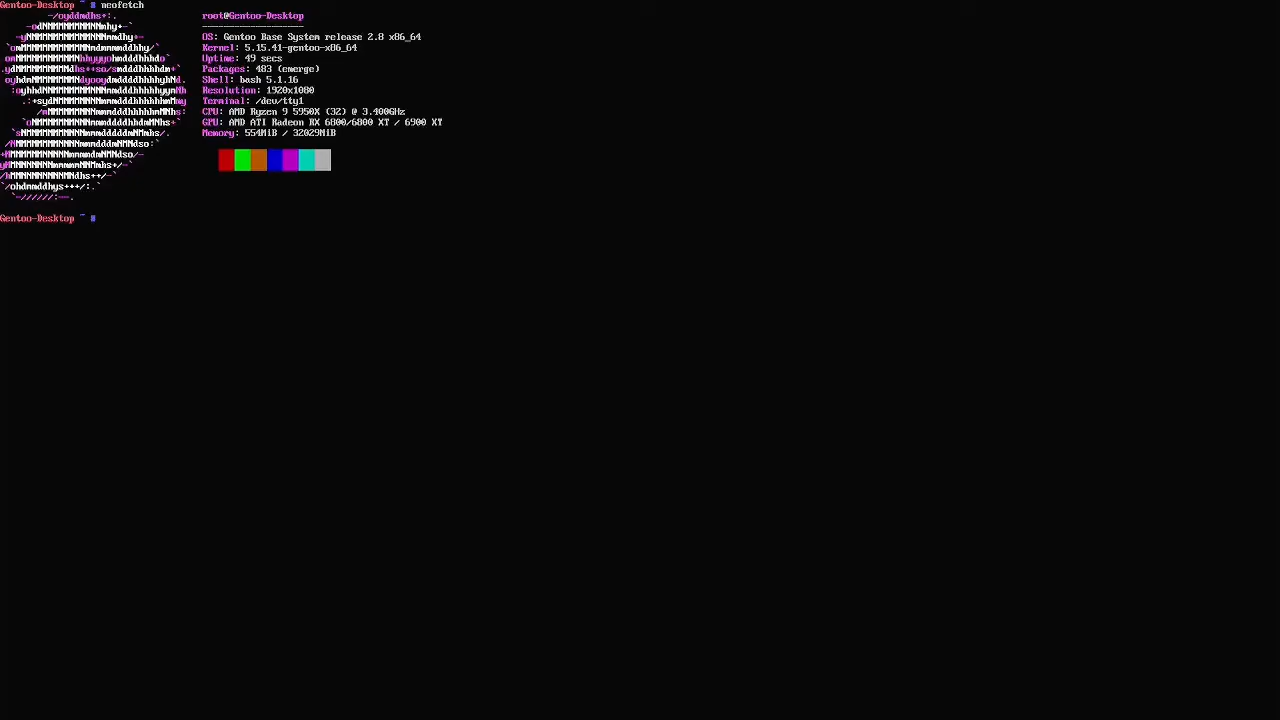 Gentoo-Desktop ~ # neofetch
root@Gentoo-Desktop
-------------------
OS: Gentoo Base System release 2.8 x86_64
Kernel: 5.15.41-gentoo-x86_64
Uptime: 49 secs
Packages: 483 (emerge)
Shell: bash 5.1.16
Resolution: 1920x1080
Terminal: /dev/tty1
CPU: AMD Ryzen 9 5950X (32) @ 3.400GHz
GPU: AMD ATI Radeon RX 6800/6800 XT / 6900 XT
Memory: 554MiB / 32029MiB
Gentoo-Desktop ~ #